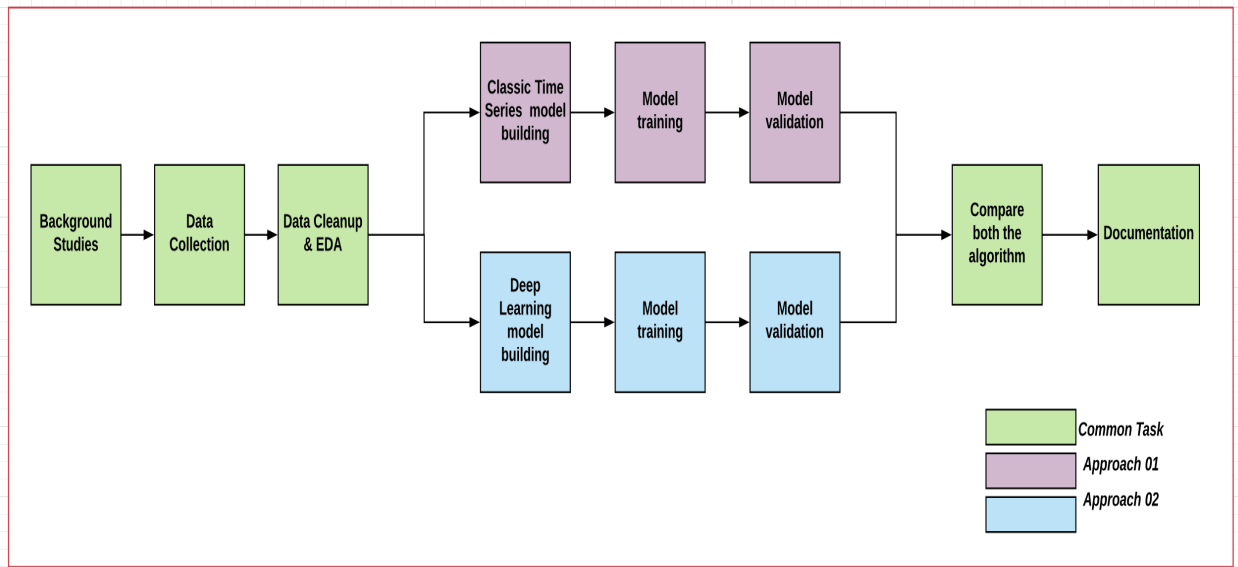 Background
Studies
Data
Collection
Data Cleanup
& EDA
Classic Time
Series model
building
Model
training
Model
validation
Deep
Learning
model
building
Model
training
Model
validation
Compare
both the
algorithm
Documentation
Common Task
Approach 01
Approach 02